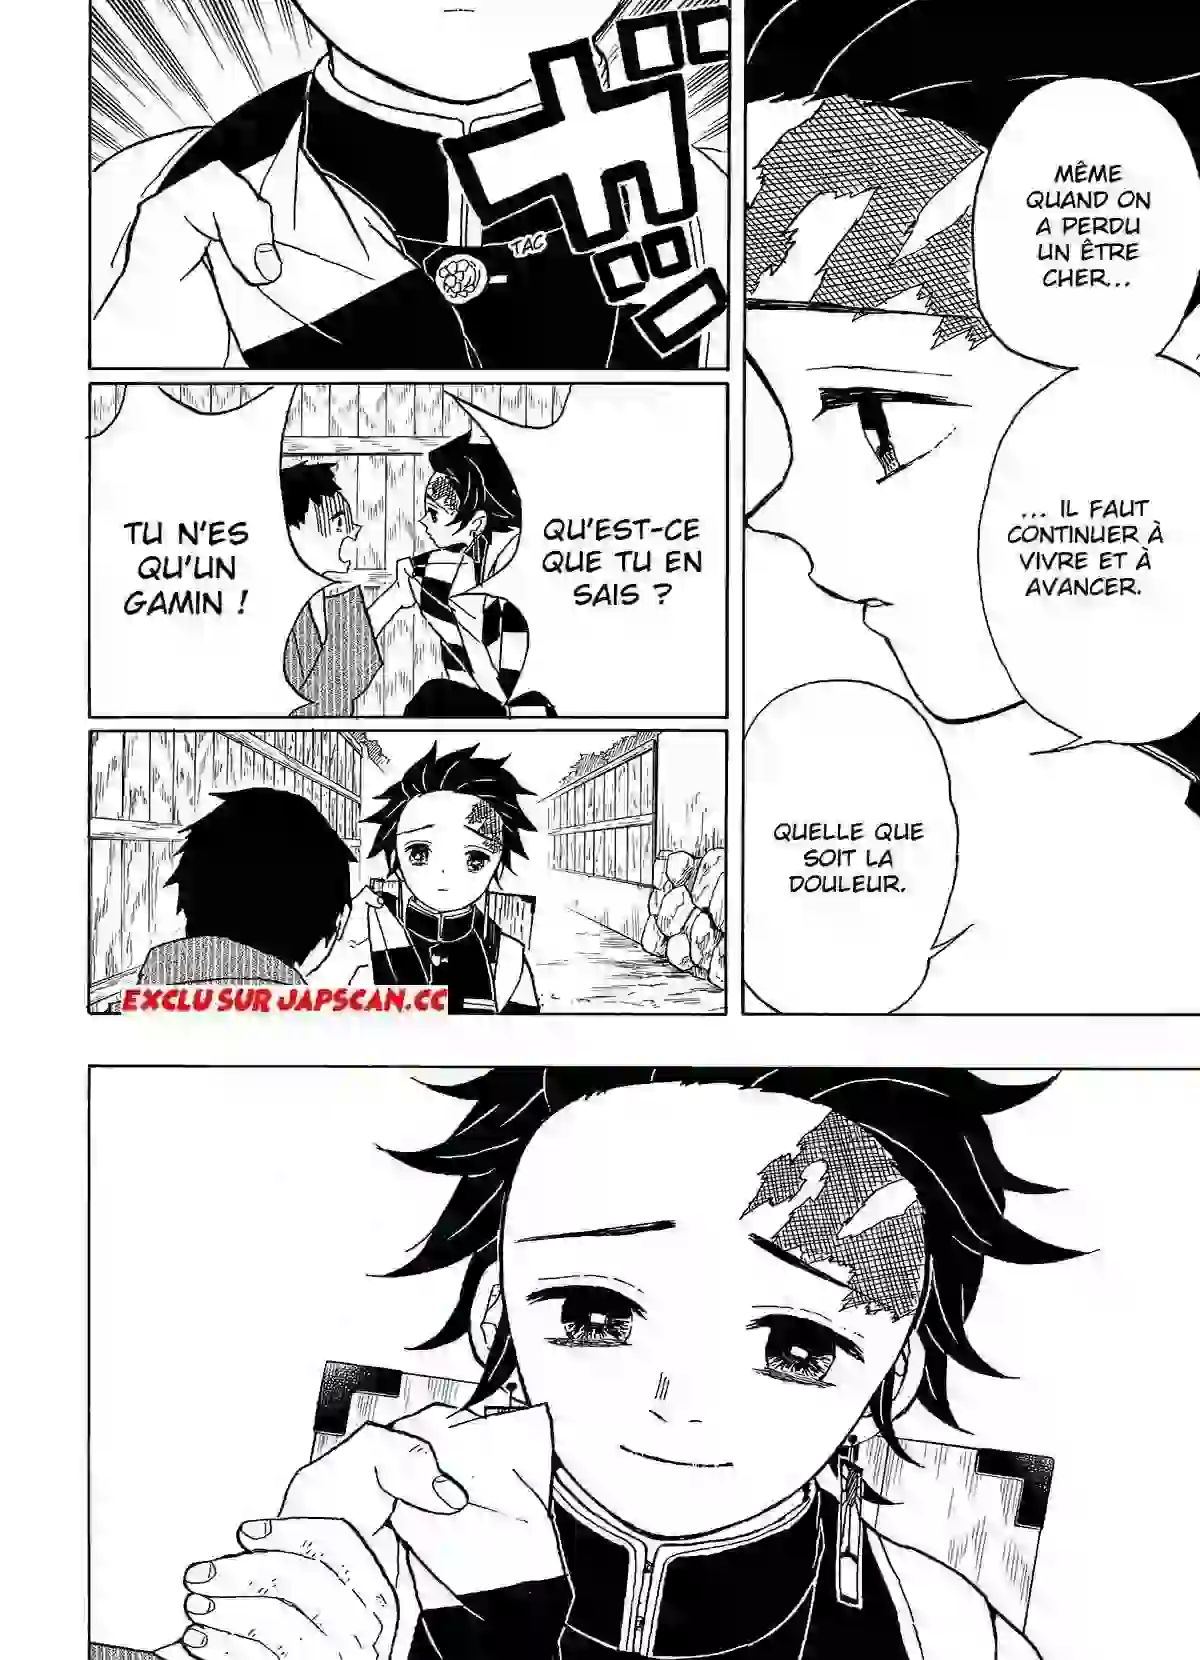 MÊME
QUAND ON
A PERDU
UN ÊTRE
CHER...
... IL FAUT
CONTINUER À
VIVRE ET À
AVANCER.
QUELLE QUE
SOIT LA
DOULEUR.
TAC
QU'EST-CE
QUE TU EN
SAIS ?
TU N'ES
QU'UN
GAMIN !
EXCLU SUR JAPSCAN.CC